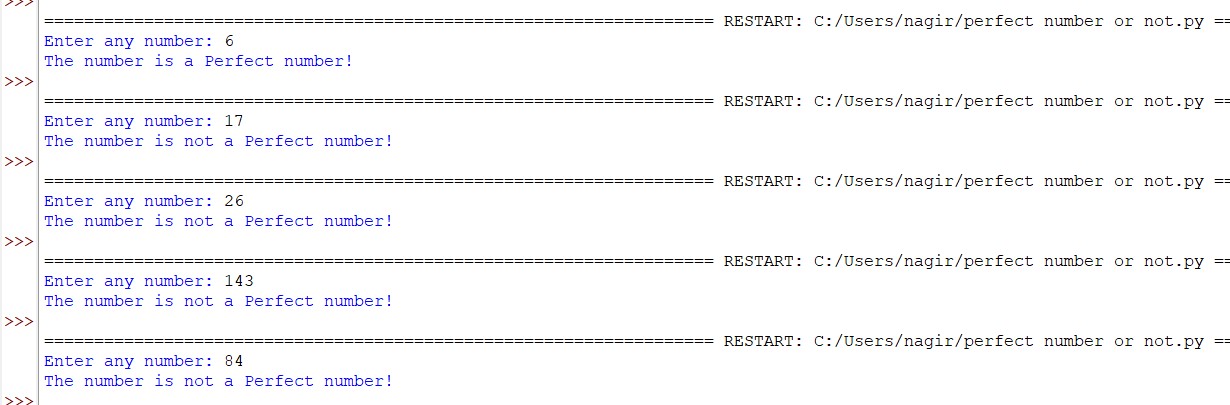 >>>
=================================================================== RESTART: C:/Users/nagir/perfect number or not.py ==
Enter any number: 6
The number is a Perfect number!
>>>
=================================================================== RESTART: C:/Users/nagir/perfect number or not.py ==
Enter any number: 17
The number is not a Perfect number!
>>>
=================================================================== RESTART: C:/Users/nagir/perfect number or not.py ==
Enter any number: 26
The number is not a Perfect number!
>>>
=================================================================== RESTART: C:/Users/nagir/perfect number or not.py ==
Enter any number: 143
The number is not a Perfect number!
>>>
=================================================================== RESTART: C:/Users/nagir/perfect number or not.py ==
Enter any number: 84
The number is not a Perfect number!
>>>